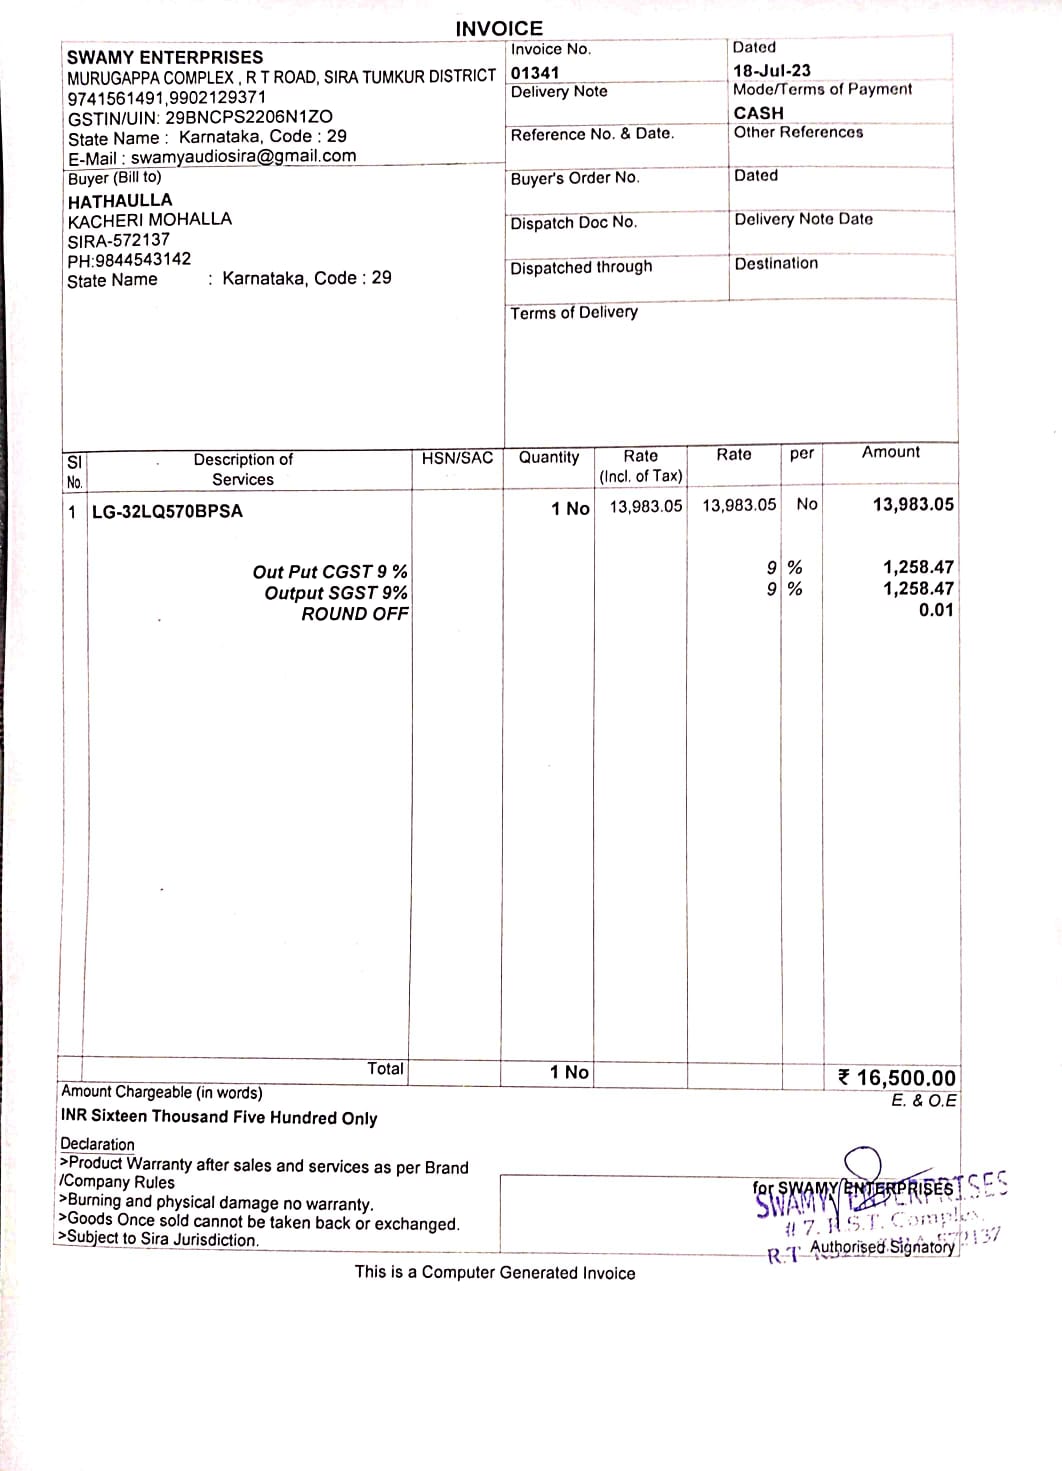 INVOICE
SWAMY ENTERPRISES
MURUGAPPA COMPLEX , R T ROAD, SIRA TUMKUR DISTRICT
9741561491,9902129371
GSTIN/UIN: 29BNCPS2206N1ZO
State Name : Karnataka, Code : 29
E-Mail : swamyaudiosira@gmail.com
Buyer (Bill to)
HATHAULLA
KACHERI MOHALLA
SIRA-572137
PH:9844543142
State Name : Karnataka, Code : 29
Invoice No.
01341
Dated
18-Jul-23
Delivery Note
Mode/Terms of Payment
CASH
Reference No. & Date.
Other References
Buyer's Order No.
Dated
Dispatch Doc No.
Delivery Note Date
Dispatched through
Destination
Terms of Delivery
Sl No. Description of Services HSN/SAC Quantity Rate (Incl. of Tax) Rate per Amount
1 LG-32LQ570BPSA 1 No 13,983.05 13,983.05 No 13,983.05
Out Put CGST 9 % 9 % 1,258.47
Output SGST 9% 9 % 1,258.47
ROUND OFF 0.01
Total 1 No ₹ 16,500.00
Amount Chargeable (in words) E. & O.E
INR Sixteen Thousand Five Hundred Only
Declaration
>Product Warranty after sales and services as per Brand
/Company Rules
>Burning and physical damage no warranty.
>Goods Once sold cannot be taken back or exchanged.
>Subject to Sira Jurisdiction.
for SWAMY ENTERPRISES
SWAMY ENTERPRISES
# 7. R.S.T. Complex,
R.T 572137
Authorised Signatory
This is a Computer Generated Invoice